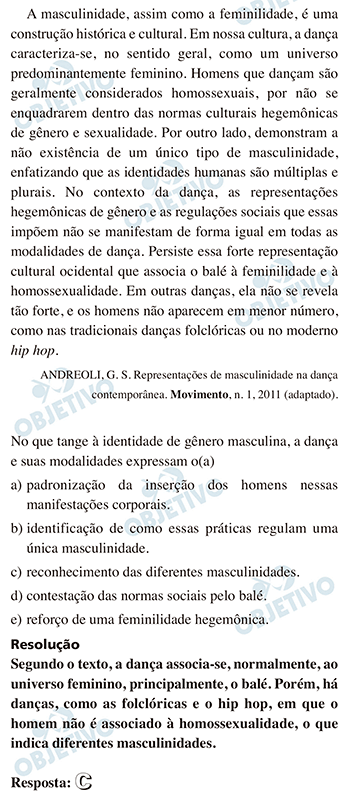 A masculinidade, assim como a feminilidade, é uma
construção histórica e cultural. Em nossa cultura, a dança
caracteriza-se, no sentido geral, como um universo
predominantemente feminino. Homens que dançam são
geralmente considerados homossexuais, por não se
enquadrarem dentro das normas culturais hegemônicas
de gênero e sexualidade. Por outro lado, demonstram a
não existência de um único tipo de masculinidade,
enfatizando que as identidades humanas são múltiplas e
plurais. No contexto da dança, as representações
hegemônicas de gênero e as regulações sociais que essas
impõem não se manifestam de forma igual em todas as
modalidades de dança. Persiste essa forte representação
cultural ocidental que associa o balé à feminilidade e à
homossexualidade. Em outras danças, ela não se revela
tão forte, e os homens não aparecem em menor número,
como nas tradicionais danças folclóricas ou no moderno
hip hop.
ANDREOLI, G. S. Representações de masculinidade na dança
contemporânea. Movimento, n. 1, 2011 (adaptado).
No que tange à identidade de gênero masculina, a dança
e suas modalidades expressam o(a)
a) padronização da inserção dos homens nessas
manifestações corporais.
b) identificação de como essas práticas regulam uma
única masculinidade.
c) reconhecimento das diferentes masculinidades.
d) contestação das normas sociais pelo balé.
e) reforço de uma feminilidade hegemônica.
Resolução
Segundo o texto, a dança associa-se, normalmente, ao
universo feminino, principalmente, o balé. Porém, há
danças, como as folclóricas e o hip hop, em que o
homem não é associado à homossexualidade, o que
indica diferentes masculinidades.
Resposta: C
OBJETIVO
OBJETIVO
OBJETIVO
OBJETIVO
OBJETIVO
OBJETIVO
OBJETIVO
OBJETIVO